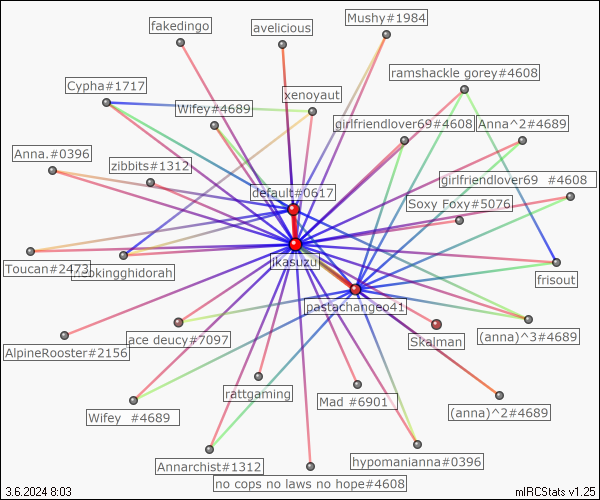 Mushy#1984
fakedingo
avelicious
ramshackle gorey#4608
Cypha#1717
xenoyaut
Wifey#4689
girlfriendlover69#4608
Anna^2#4689
Anna.#0396
zibbits#1312
girlfriendlover69  #4608
default#0617
Soxy Foxy#5076
jkasuzu
Toucan#2473
kingghidorah
frisout
pastachangeo41
ace deucy#7097
Skalman
(anna)^3#4689
AlpineRooster#2156
rattgaming
Mad #6901
(anna)^2#4689
Wifey  #4689
hypomanianna#0396
Annarchist#1312
no cops no laws no hope#4608
3.6.2024 8:03
mIRCStats v1.25